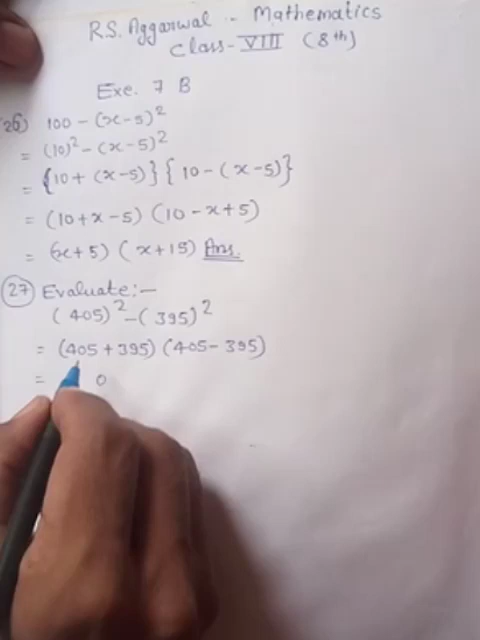 R.S. Aggarwal - Mathematics
Class - VIII (8th)
Exe. 7 B
26) 100 - (x-5)²
= (10)² - (x-5)²
= {10 + (x-5)} {10 - (x-5)}
= (10+x-5) (10-x+5)
= (x+5) (x+15) Ans.
(27) Evaluate:-
(405)² - (395)²
= (405+395) (405-395)
= 0